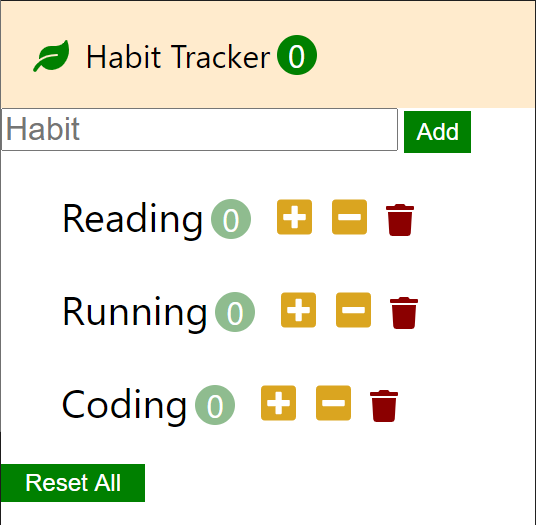 Habit Tracker 0
Habit Add
Reading 0
Running 0
Coding 0
Reset All